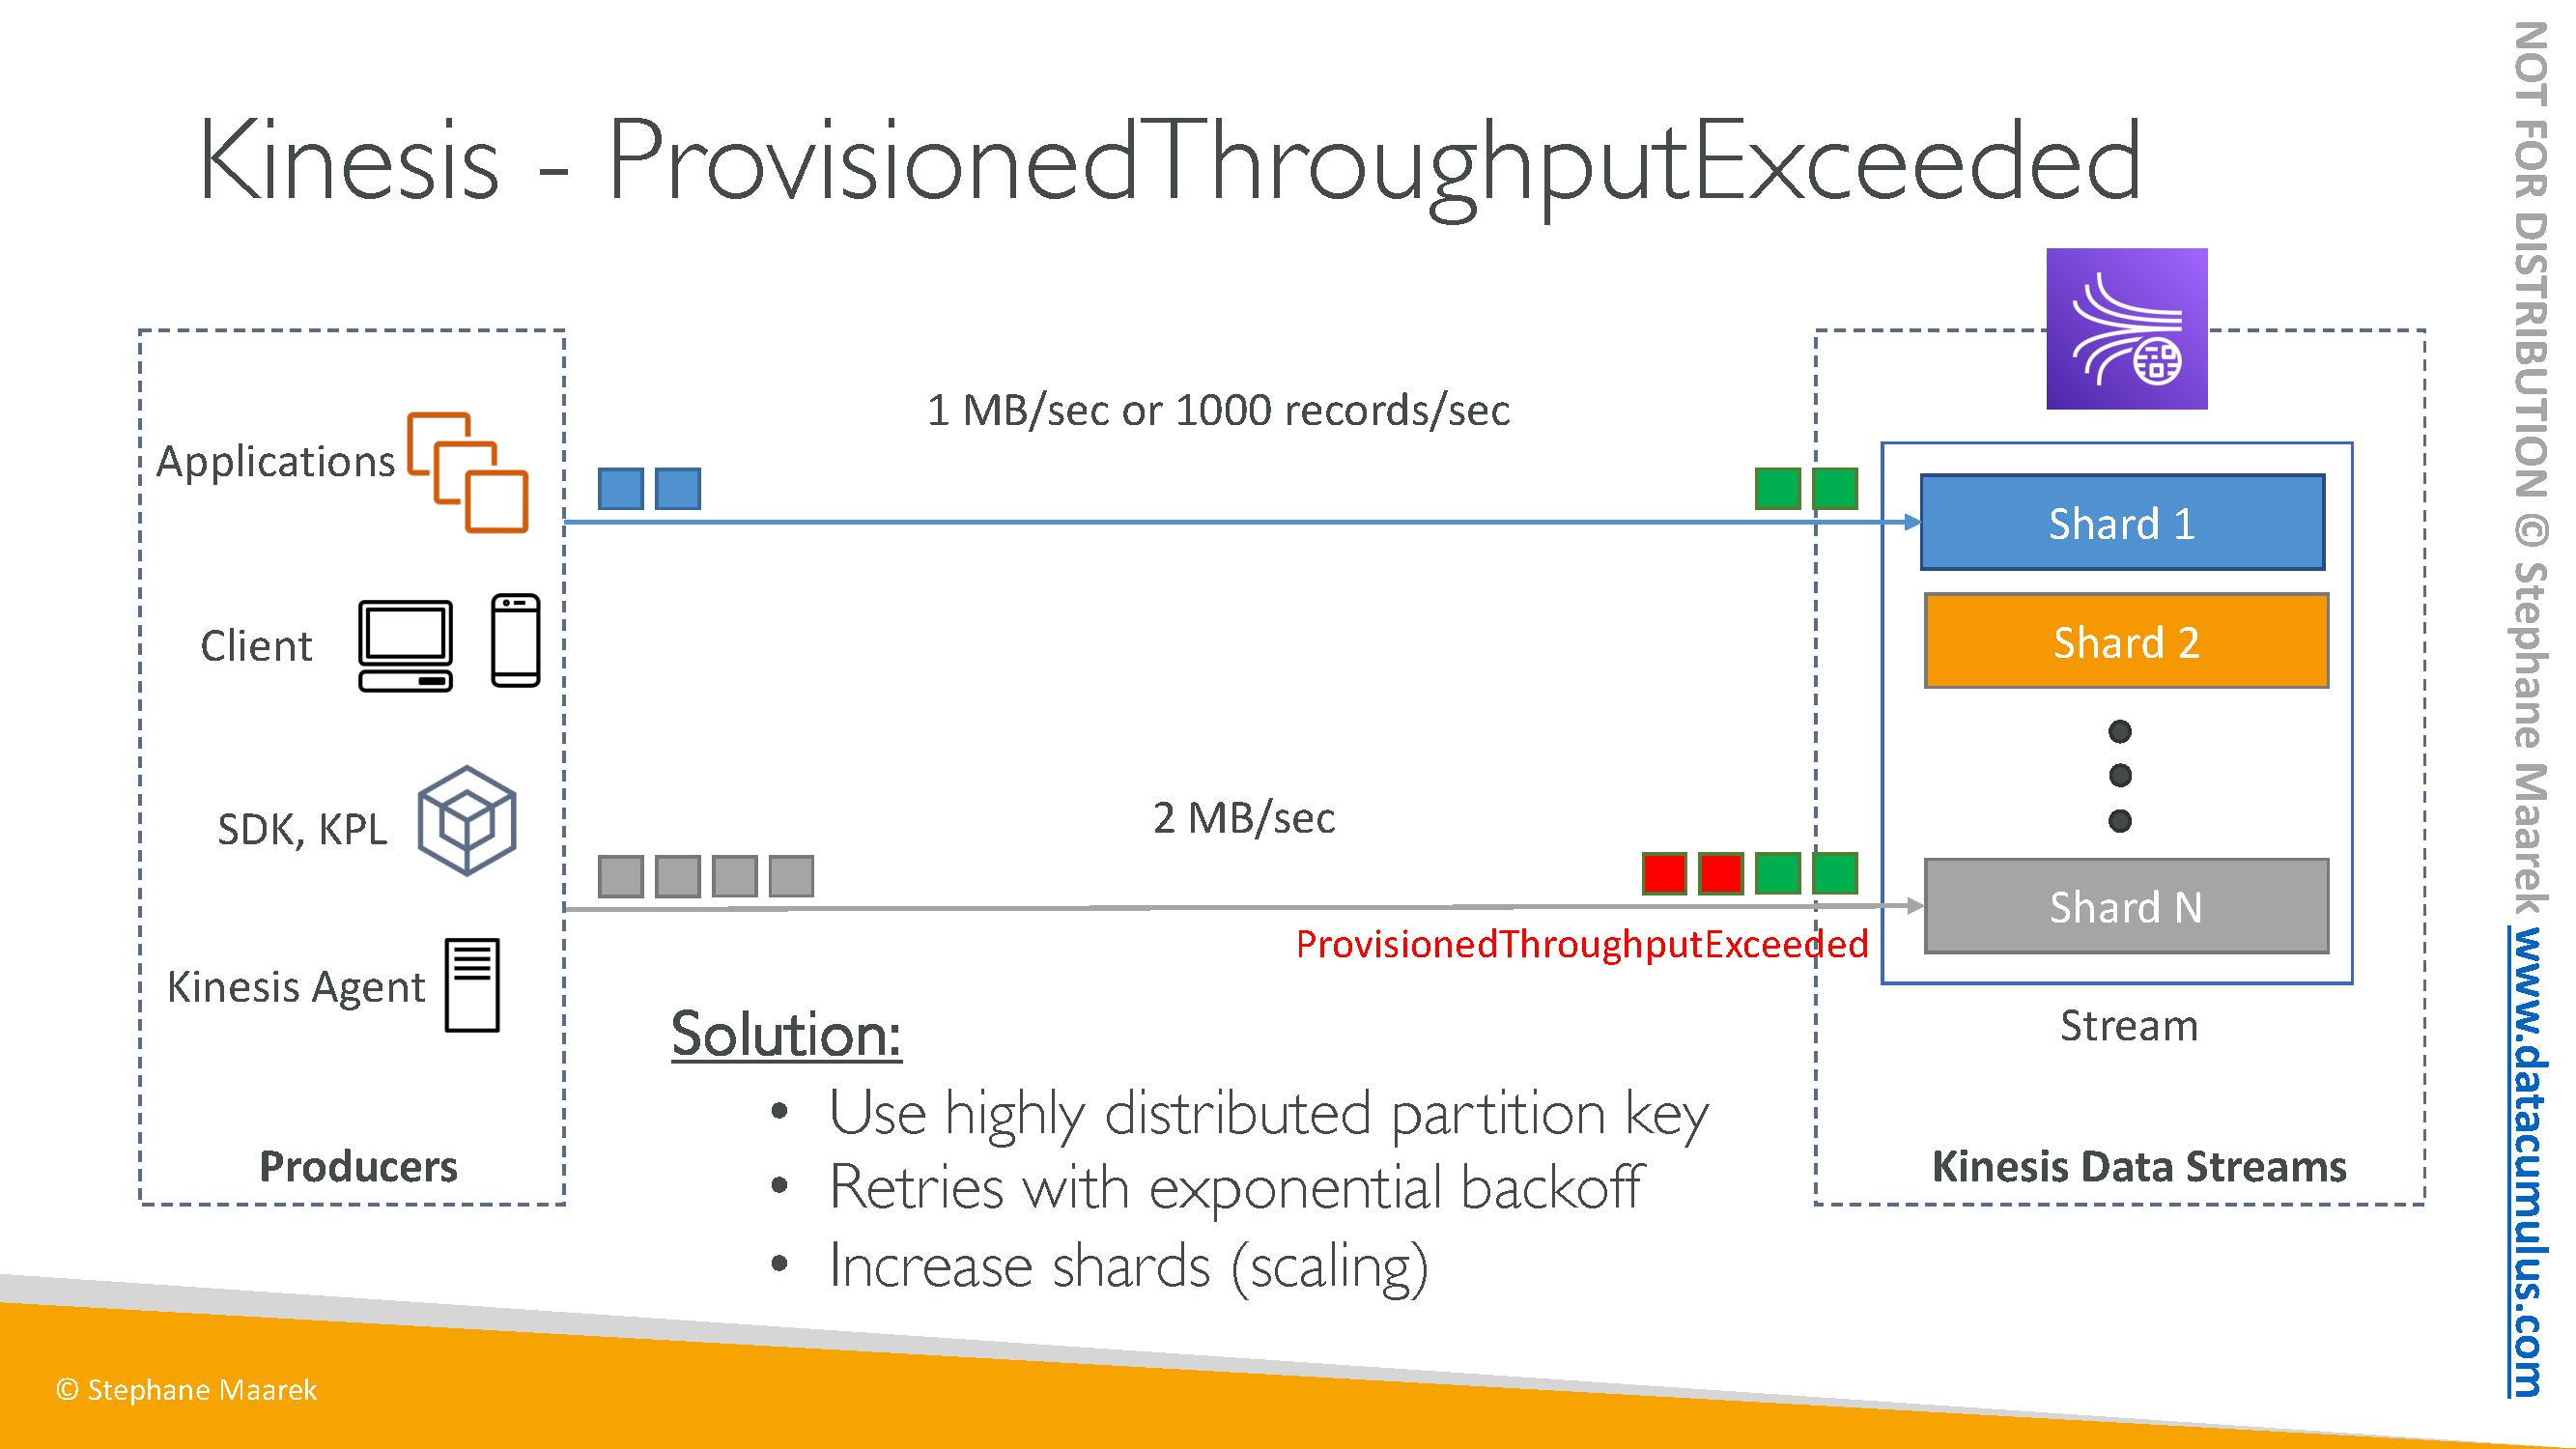 Kinesis - ProvisionedThroughputExceeded
Applications
Client
SDK, KPL
Kinesis Agent
Producers
1 MB/sec or 1000 records/sec
2 MB/sec
ProvisionedThroughputExceeded
Shard 1
Shard 2
Shard N
Stream
Kinesis Data Streams
Solution:
• Use highly distributed partition key
• Retries with exponential backoff
• Increase shards (scaling)
© Stephane Maarek
NOT FOR DISTRIBUTION © Stephane Maarek www.datacumulus.com